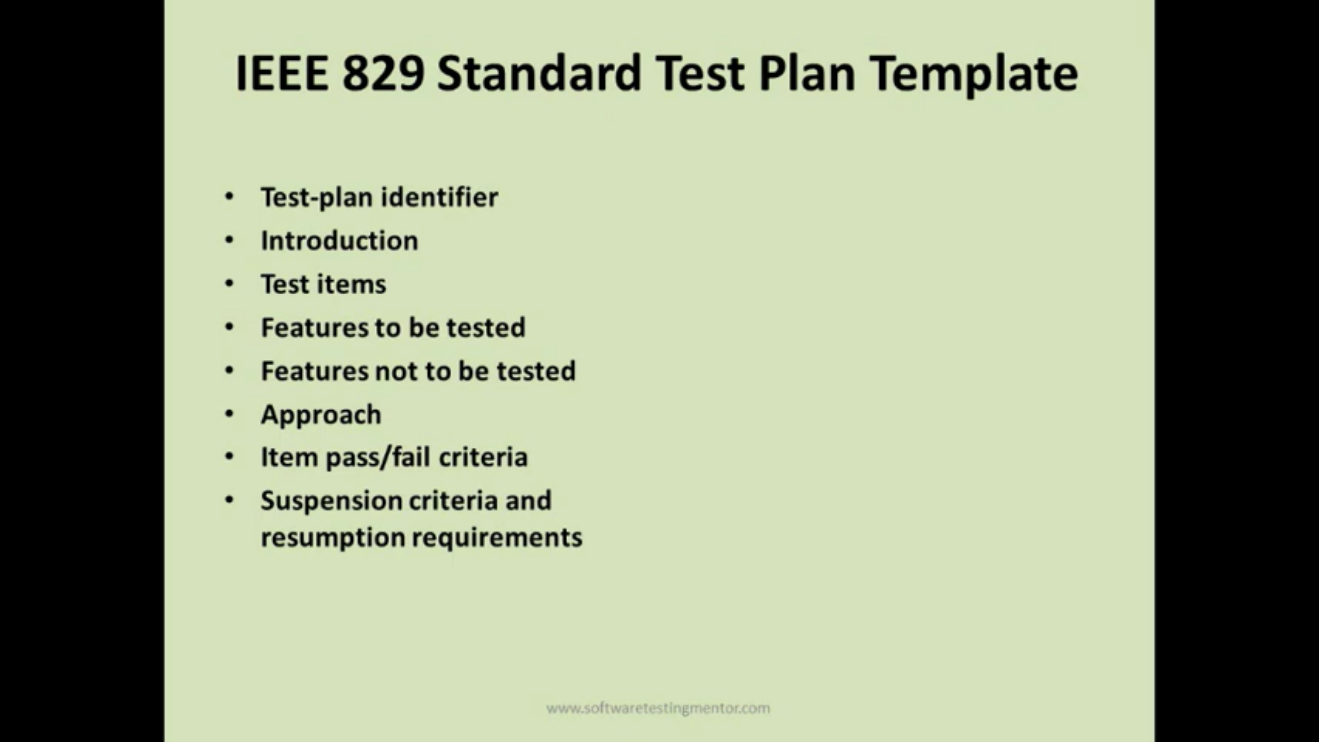 IEEE 829 Standard Test Plan Template
• Test-plan identifier
• Introduction
• Test items
• Features to be tested
• Features not to be tested
• Approach
• Item pass/fail criteria
• Suspension criteria and
resumption requirements
www.softwaretestingmentor.com